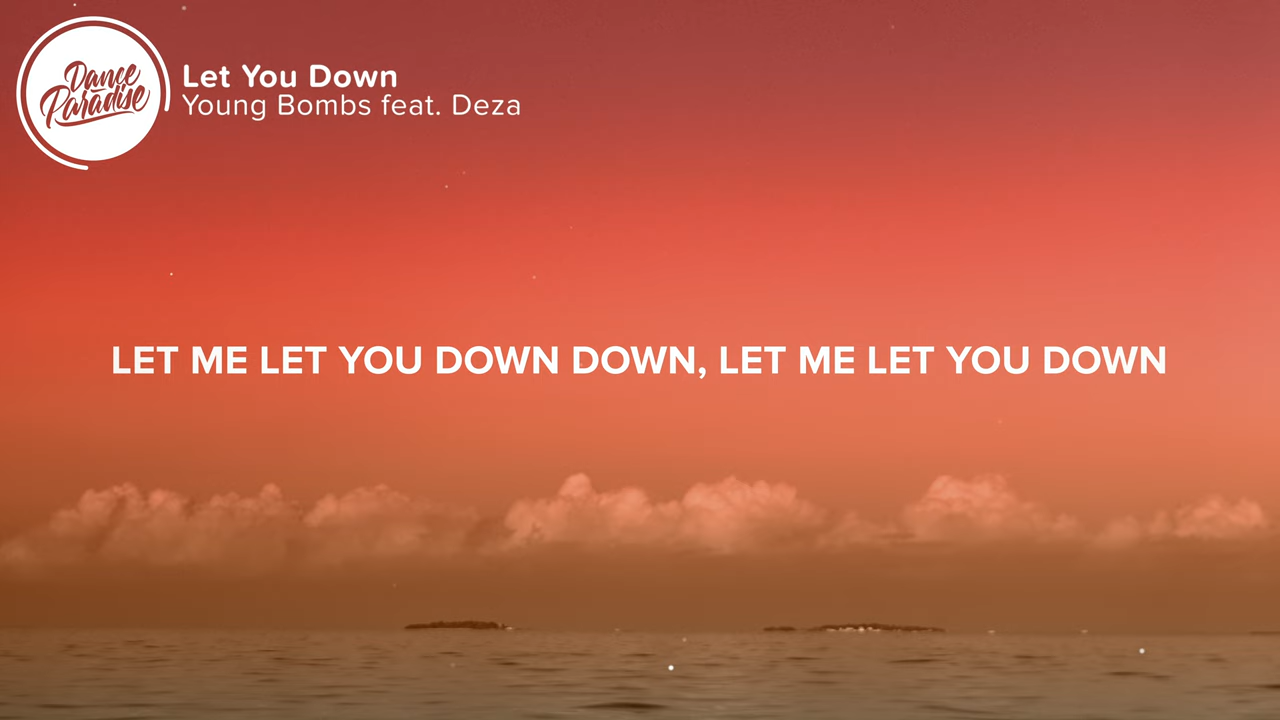 Dance
Paradise
Let You Down
Young Bombs feat. Deza
LET ME LET YOU DOWN DOWN, LET ME LET YOU DOWN